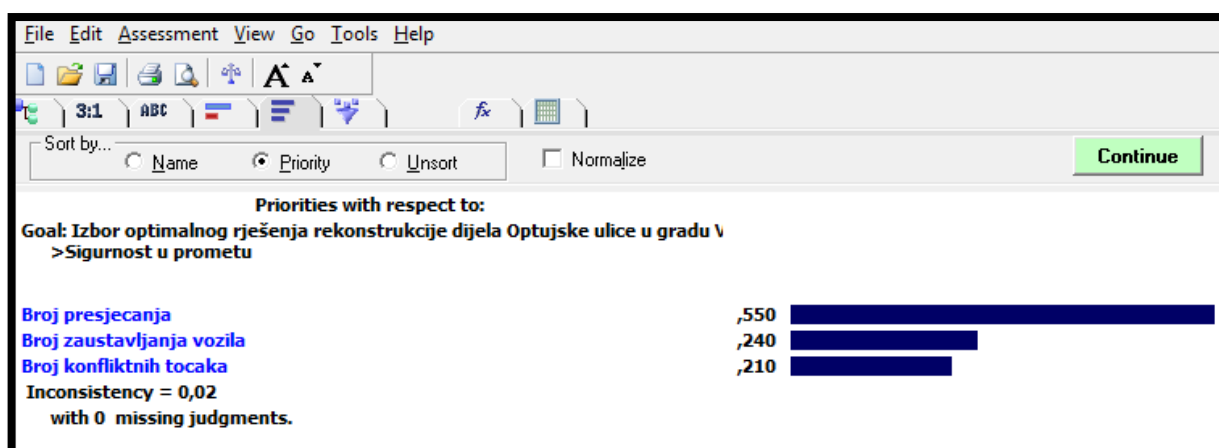 File Edit Assessment View Go Tools Help
A A
3:1 ABC fx
Sort by... Name Priority Unsort Normalize Continue
Priorities with respect to:
Goal: Izbor optimalnog rješenja rekonstrukcije dijela Optujske ulice u gradu V
>Sigurnost u prometu
Broj presjecanja ,550
Broj zaustavljanja vozila ,240
Broj konfliktnih tocaka ,210
Inconsistency = 0,02
with 0 missing judgments.